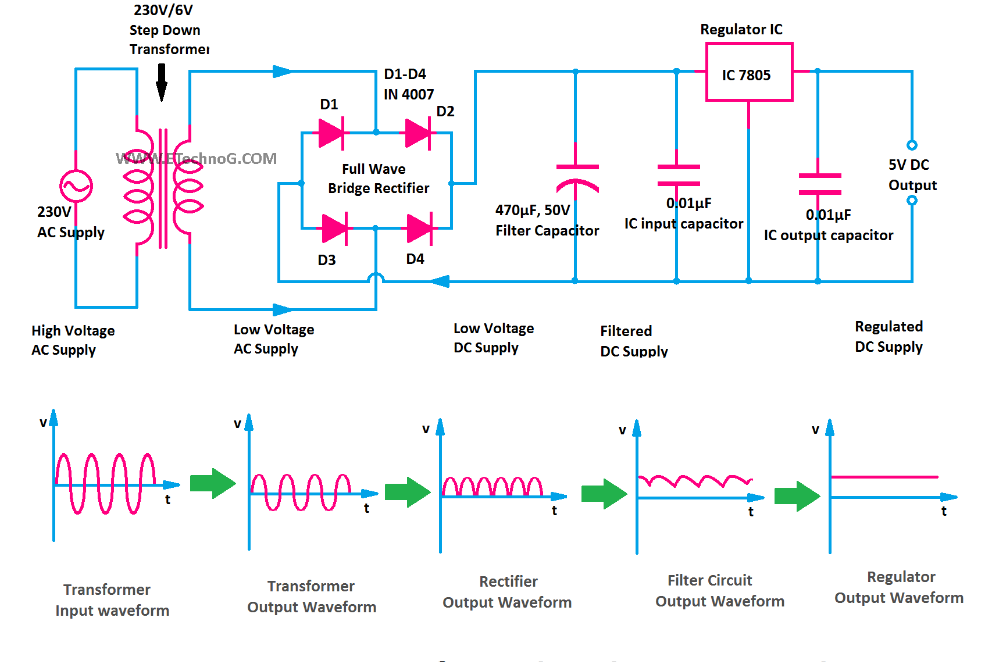 230V/6V
Step Down
Transformer
Regulator IC
IC 7805
D1-D4
IN 4007
D1
D2
WWW.ETechnoG.COM
Full Wave
Bridge Rectifier
5V DC
Output
230V
AC Supply
470μF, 50V
Filter Capacitor
0.01μF
IC input capacitor
0.01μF
IC output capacitor
D3
D4
High Voltage
AC Supply
Low Voltage
AC Supply
Low Voltage
DC Supply
Filtered
DC Supply
Regulated
DC Supply
v
t
v
t
v
t
v
t
v
t
Transformer
Input waveform
Transformer
Output Waveform
Rectifier
Output Waveform
Filter Circuit
Output Waveform
Regulator
Output Waveform